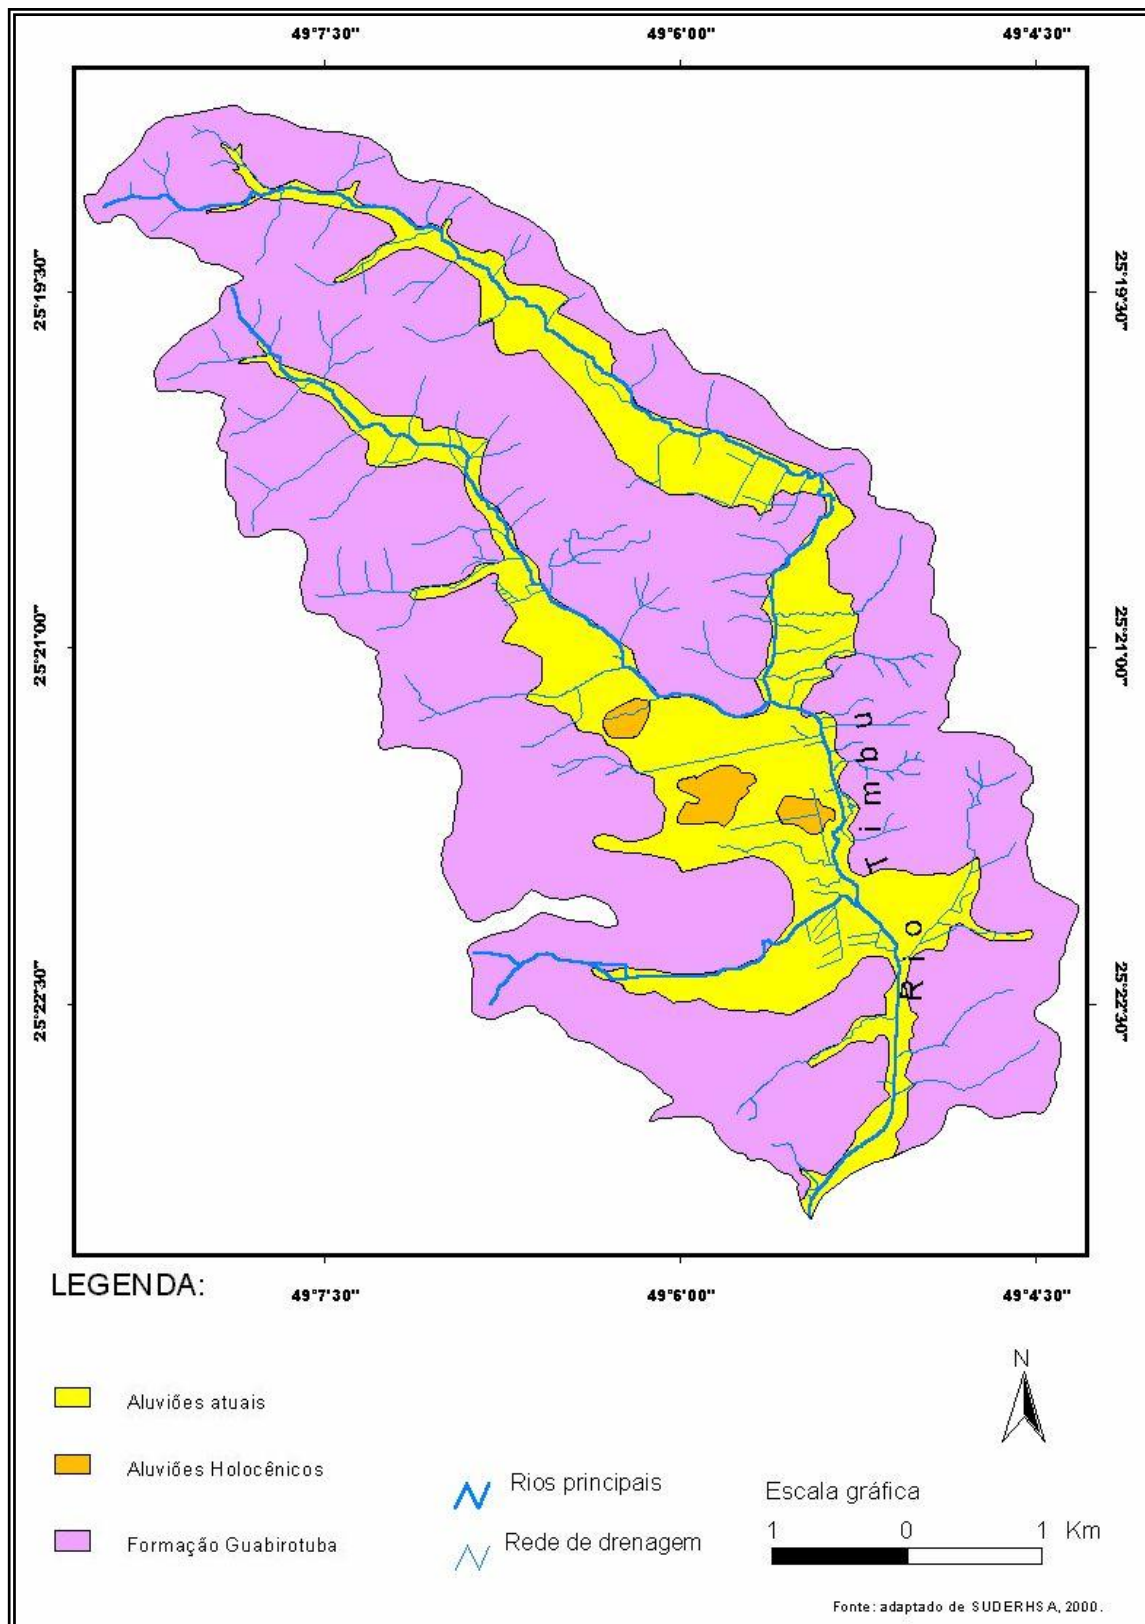 49°7'30" 49°6'00" 49°4'30"
25°19'30" 25°19'30"
25°21'00" 25°21'00"
Rio Timbu
25°22'30" 25°22'30"
LEGENDA:
49°7'30" 49°6'00" 49°4'30"
N
Aluviões atuais
Aluviões Holocênicos
Rios principais
Escala gráfica
1 0 1 Km
Formação Guabirotuba
Rede de drenagem
Fonte: adaptado de SUDERHSA, 2000.